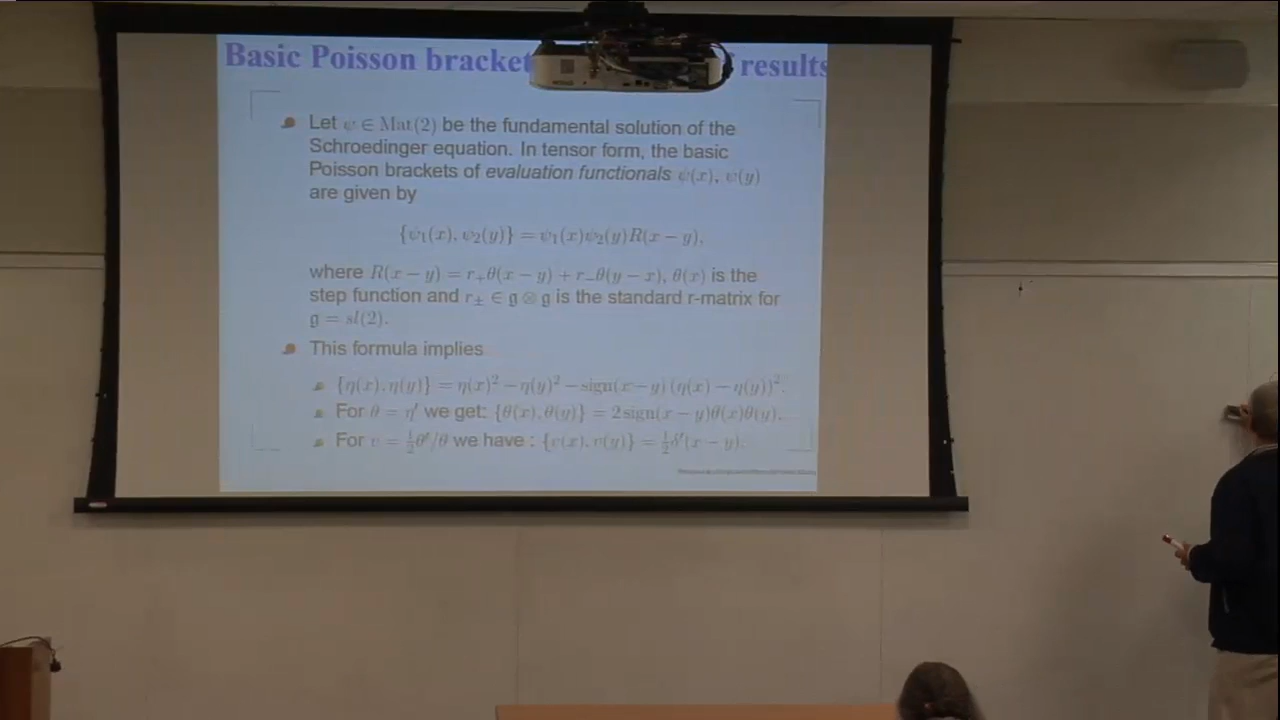 Basic Poisson bracket results
Let ψ ∈ Mat(2) be the fundamental solution of the
Schroedinger equation. In tensor form, the basic
Poisson brackets of evaluation functionals ψ(x), ψ(y)
are given by
{ψ₁(x), ψ₂(y)} = ψ₁(x)ψ₂(y)R(x − y),
where R(x − y) = r₊θ(x − y) + r₋θ(y − x), θ(x) is the
step function and r± ∈ g ⊗ g is the standard r-matrix for
g = sl(2).
This formula implies
{η(x), η(y)} = η(x)² − η(y)² − sign(x − y) (η(x) − η(y))².
For θ = η′ we get: {θ(x), θ(y)} = 2 sign(x − y)θ(x)θ(y).
For v = ½θ′/θ we have : {v(x), v(y)} = ½δ′(x − y).